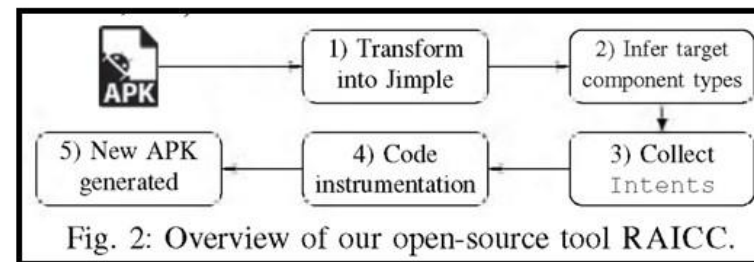 APK
1) Transform
into Jimple
2) Infer target
component types
3) Collect
Intents
4) Code
instrumentation
5) New APK
generated
Fig. 2: Overview of our open-source tool RAICC.